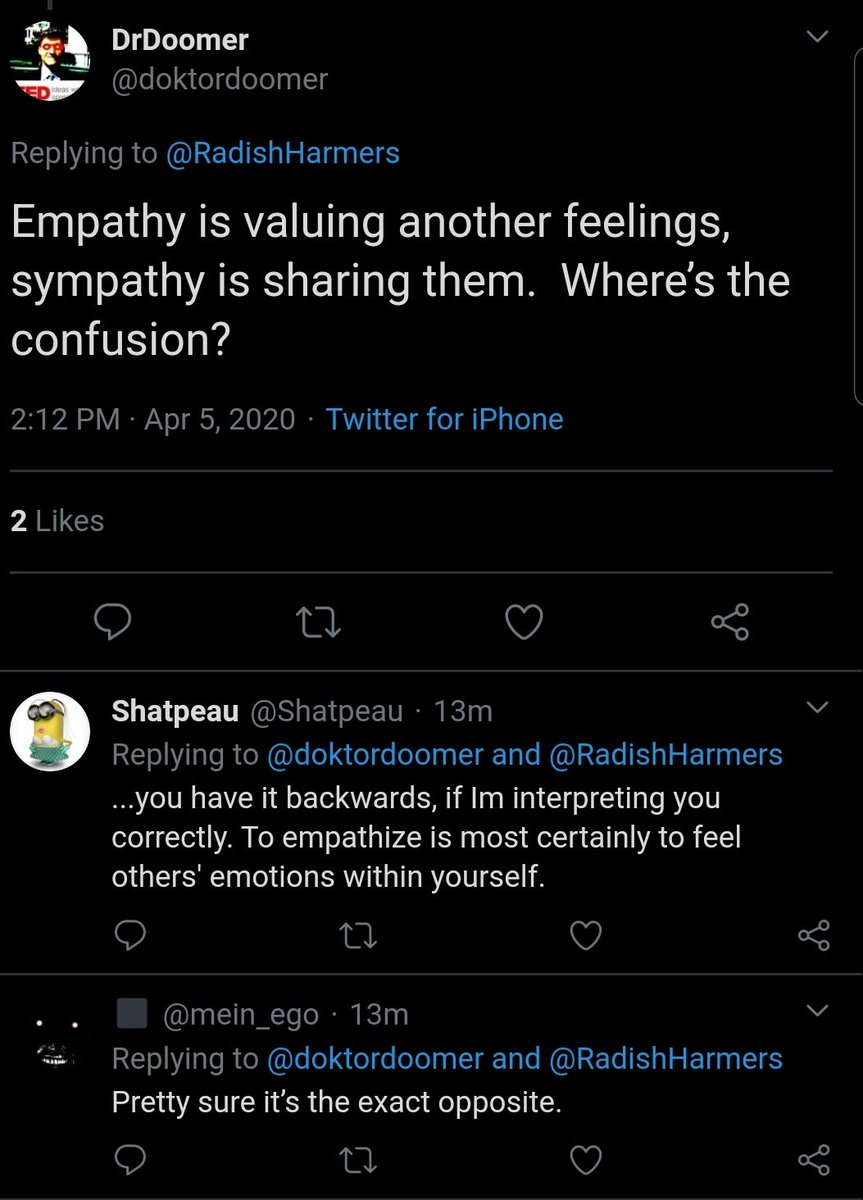 DrDoomer
@doktordoomer
ED
Replying to @RadishHarmers
Empathy is valuing another feelings,
sympathy is sharing them.  Where's the
confusion?
2:12 PM · Apr 5, 2020 · Twitter for iPhone
2 Likes
Shatpeau @Shatpeau · 13m
Replying to @doktordoomer and @RadishHarmers
...you have it backwards, if Im interpreting you
correctly. To empathize is most certainly to feel
others' emotions within yourself.
@mein_ego · 13m
Replying to @doktordoomer and @RadishHarmers
Pretty sure it's the exact opposite.